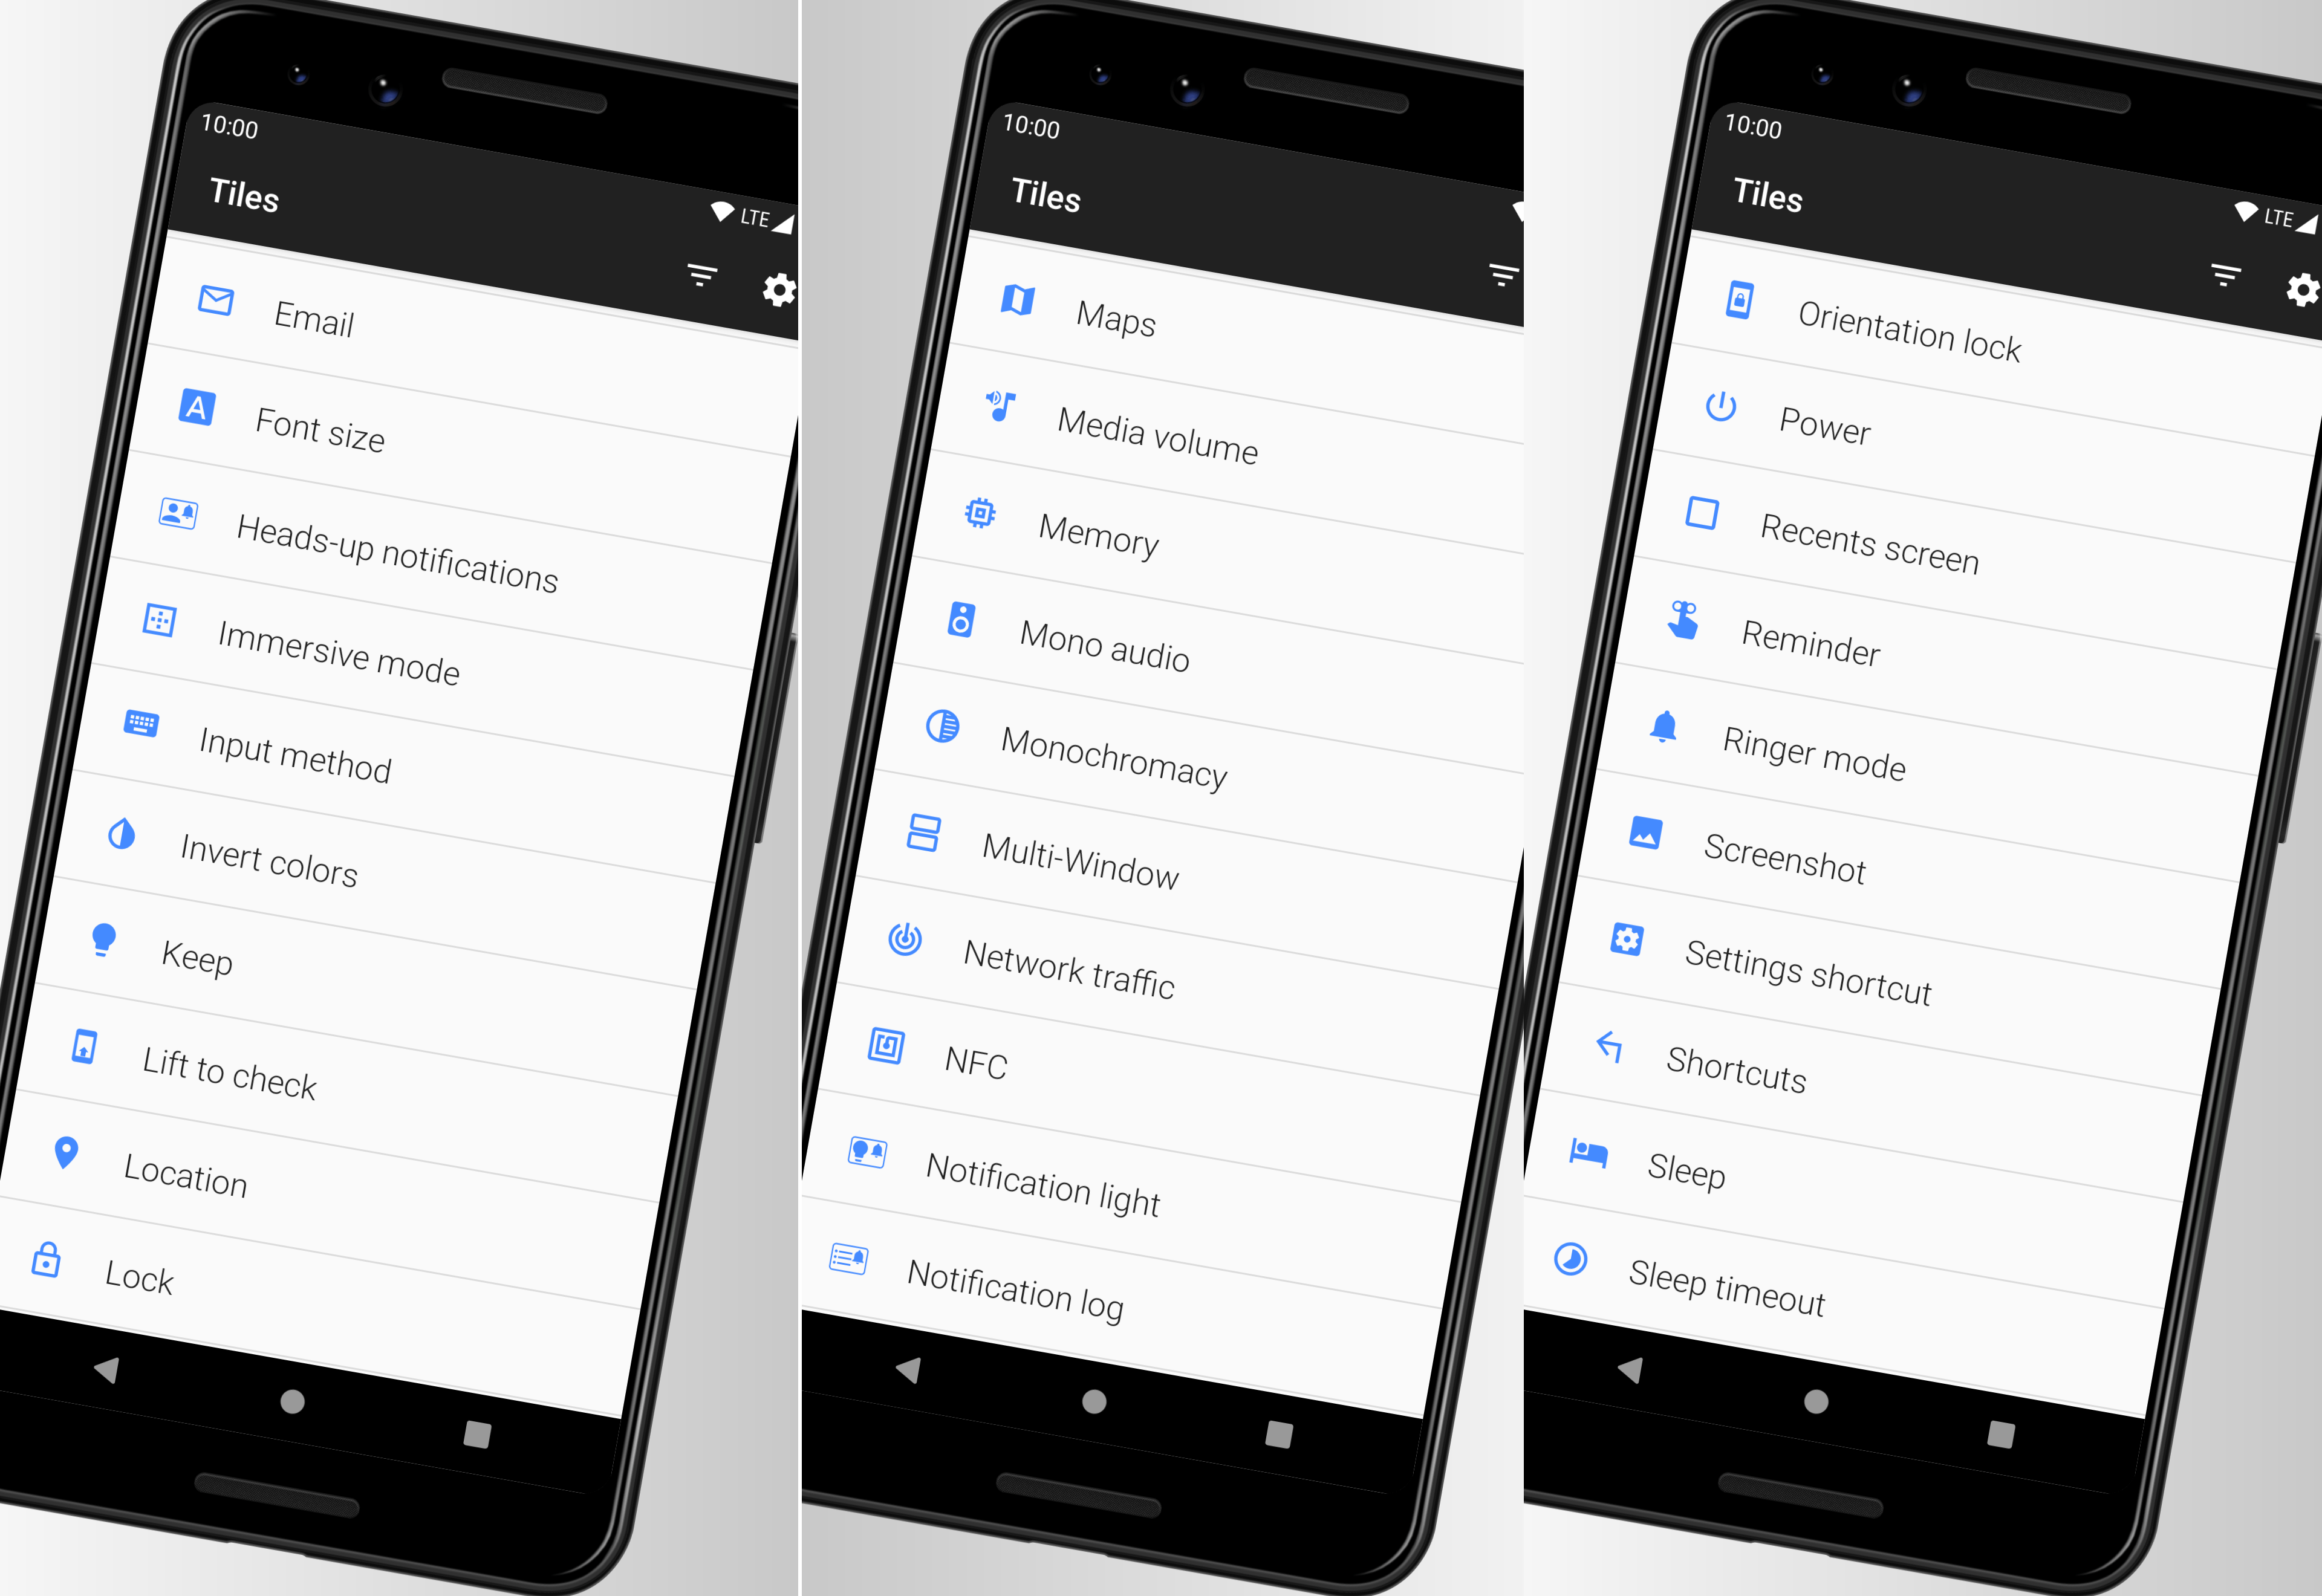 10:00
Tiles
LTE
Email
Font size
Heads-up notifications
Immersive mode
Input method
Invert colors
Keep
Lift to check
Location
Lock
10:00
Tiles
Maps
Media volume
Memory
Mono audio
Monochromacy
Multi-Window
Network traffic
NFC
Notification light
Notification log
10:00
Tiles
LTE
Orientation lock
Power
Recents screen
Reminder
Ringer mode
Screenshot
Settings shortcut
Shortcuts
Sleep
Sleep timeout